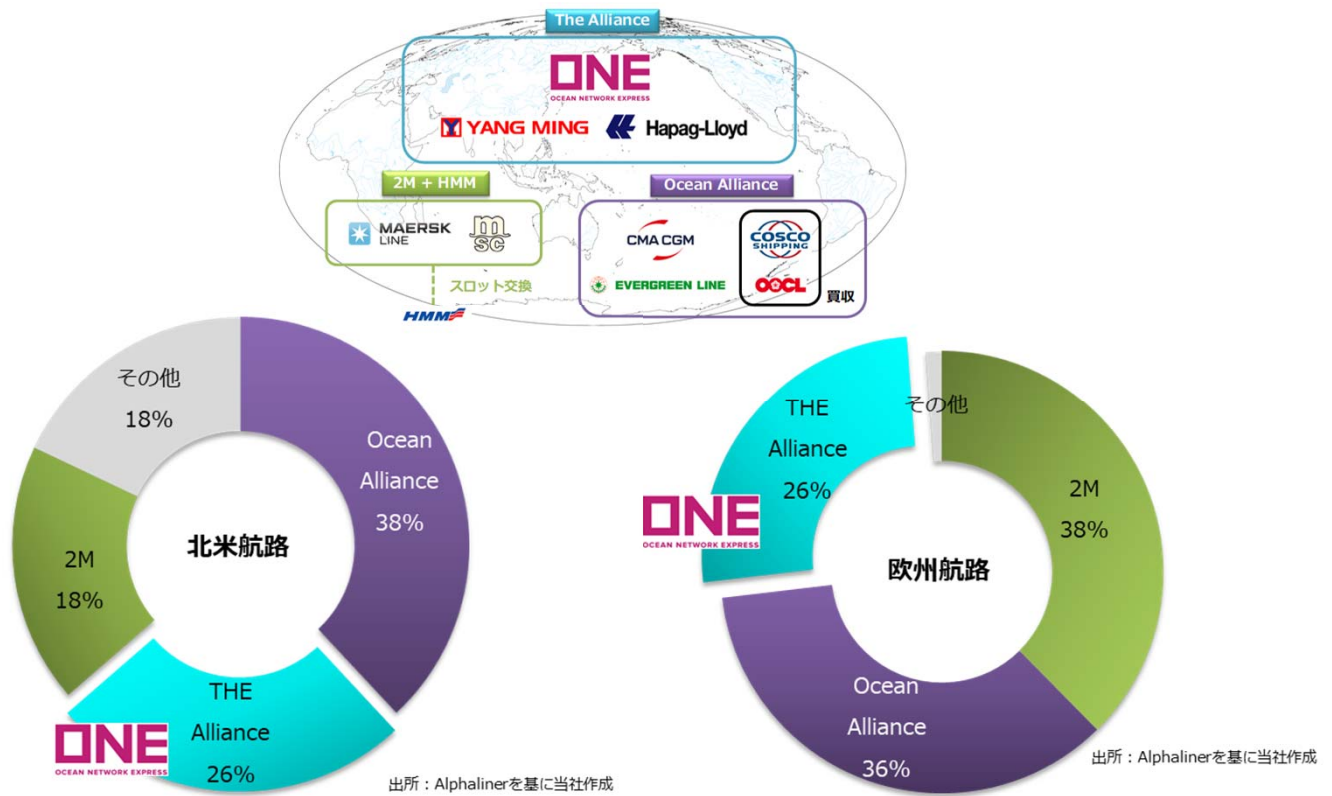 The Alliance
ONE
OCEAN NETWORK EXPRESS
YANG MING
Hapag-Lloyd
2M + HMM
MAERSK
LINE
m
sc
スロット交換
HMM
Ocean Alliance
CMA CGM
COSCO
SHIPPING
EVERGREEN LINE
OOCL
買収
その他
18%
Ocean
Alliance
38%
2M
18%
北米航路
THE
Alliance
26%
ONE
OCEAN NETWORK EXPRESS
出所：Alphalinerを基に当社作成
その他
THE
Alliance
26%
2M
38%
ONE
OCEAN NETWORK EXPRESS
欧州航路
Ocean
Alliance
36%
出所：Alphalinerを基に当社作成